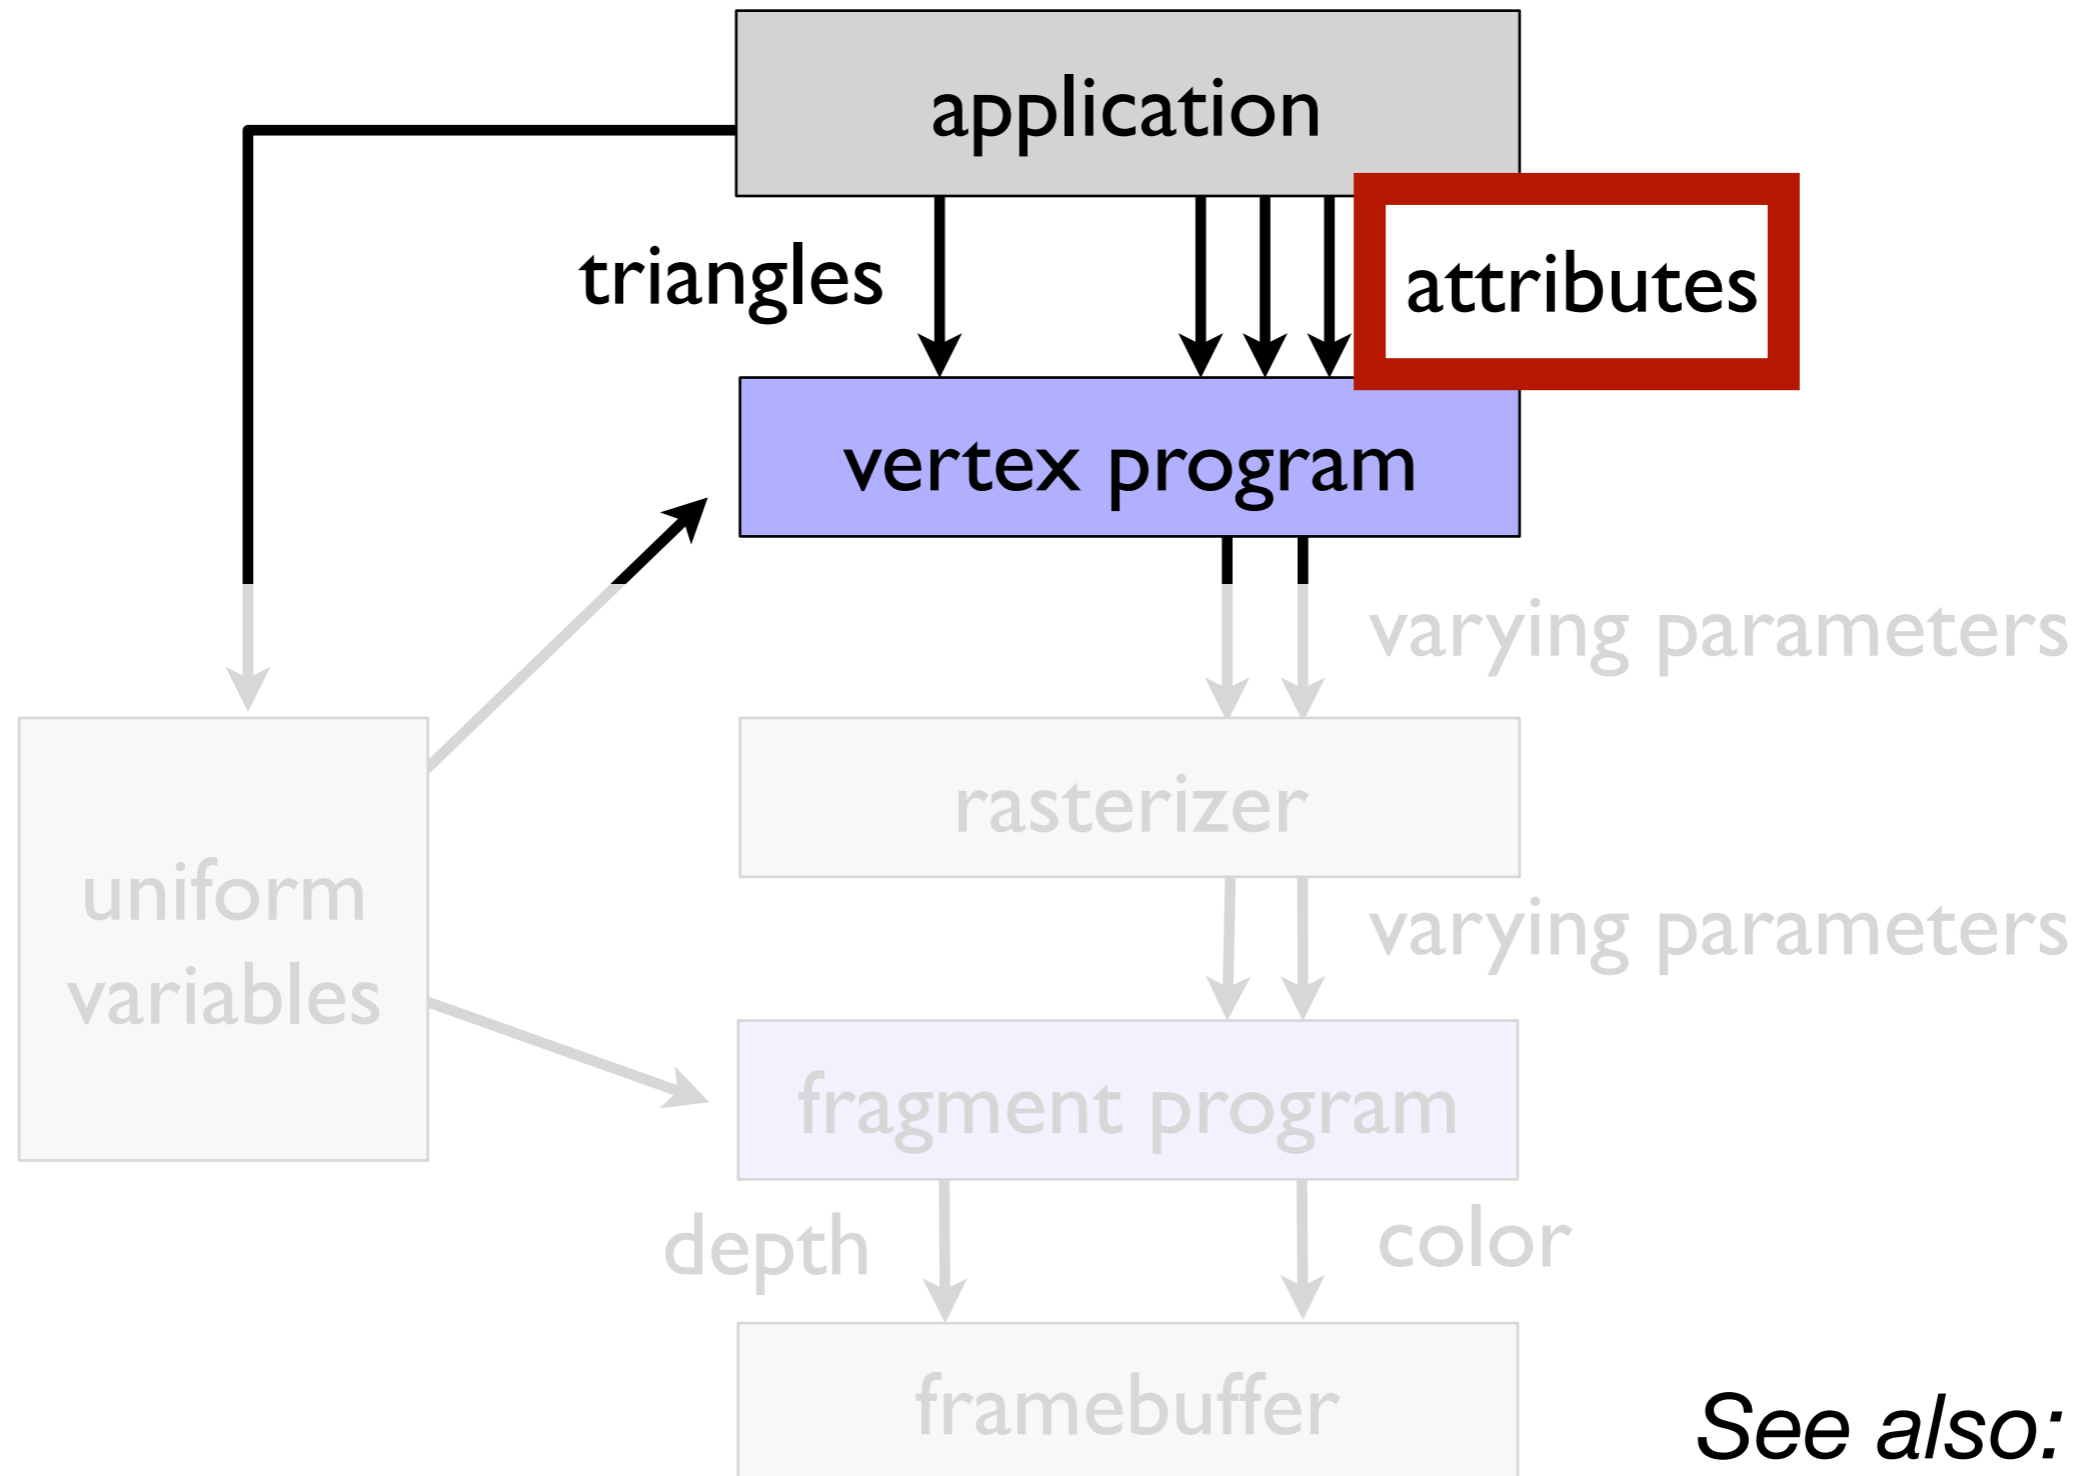 application
triangles
attributes
vertex program
varying parameters
rasterizer
uniform
variables
varying parameters
fragment program
depth
color
framebuffer
See also: